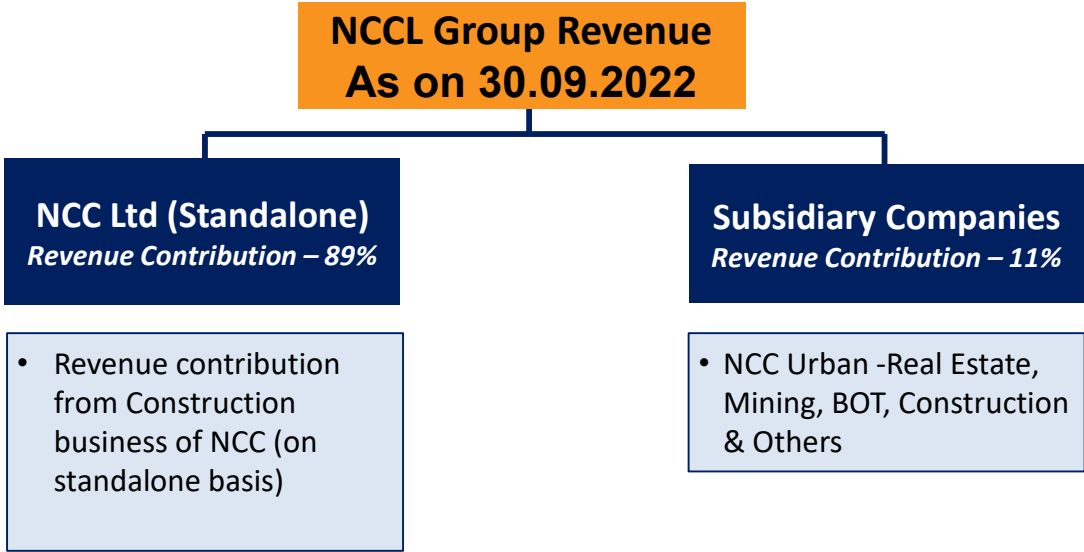 NCCL Group Revenue
As on 30.09.2022
NCC Ltd (Standalone)
Revenue Contribution – 89%
Subsidiary Companies
Revenue Contribution – 11%
• Revenue contribution
from Construction
business of NCC (on
standalone basis)
• NCC Urban -Real Estate,
Mining, BOT, Construction
& Others